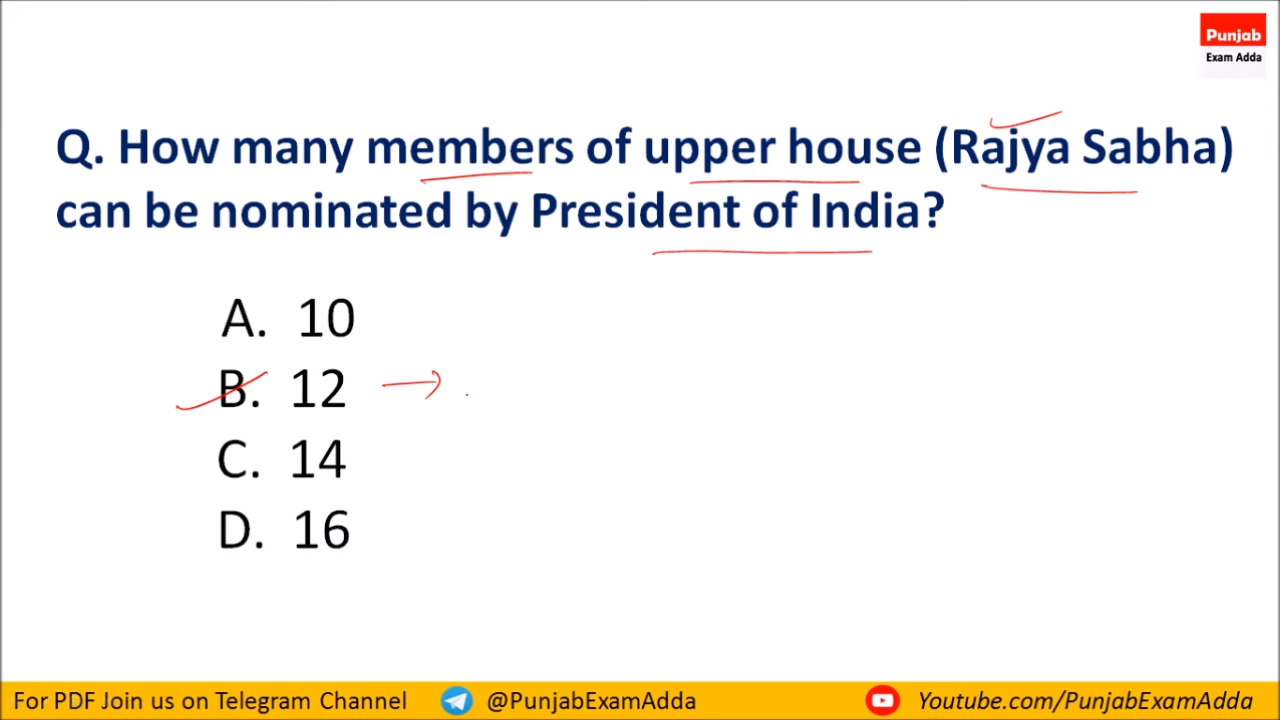 Punjab
Exam Adda
Q. How many members of upper house (Rajya Sabha)
can be nominated by President of India?
A. 10
B. 12
C. 14
D. 16
For PDF Join us on Telegram Channel @PunjabExamAdda Youtube.com/PunjabExamAdda